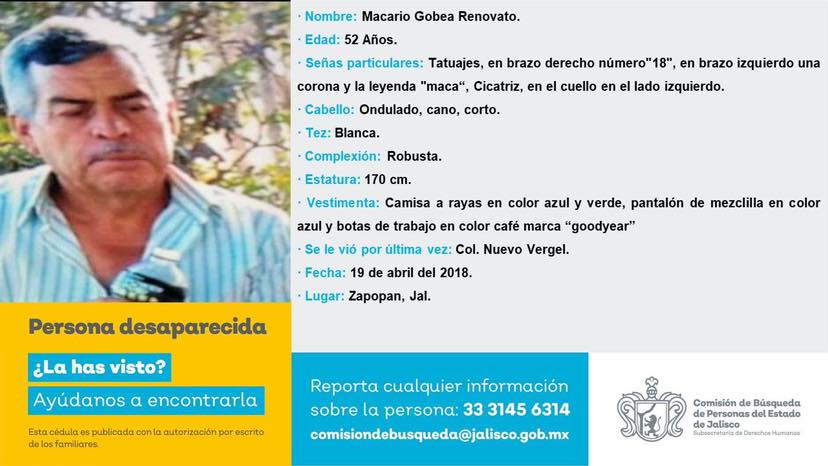 · Nombre: Macario Gobea Renovato.
· Edad: 52 Años.
· Señas particulares: Tatuajes, en brazo derecho número"18", en brazo izquierdo una
corona y la leyenda "maca“, Cicatriz, en el cuello en el lado izquierdo.
· Cabello: Ondulado, cano, corto.
· Tez: Blanca.
· Complexión: Robusta.
· Estatura: 170 cm.
· Vestimenta: Camisa a rayas en color azul y verde, pantalón de mezclilla en color
azul y botas de trabajo en color café marca “goodyear”
· Se le vió por última vez: Col. Nuevo Vergel.
· Fecha: 19 de abril del 2018.
· Lugar: Zapopan, Jal.
Persona desaparecida
¿La has visto?
Ayúdanos a encontrarla
Esta cédula es publicada con la autorización por escrito
de los familiares.
Reporta cualquier información
sobre la persona: 33 3145 6314
comisiondebusqueda@jalisco.gob.mx
Comisión de Búsqueda
de Personas del Estado
de Jalisco
Subsecretaría de Derechos Humanos